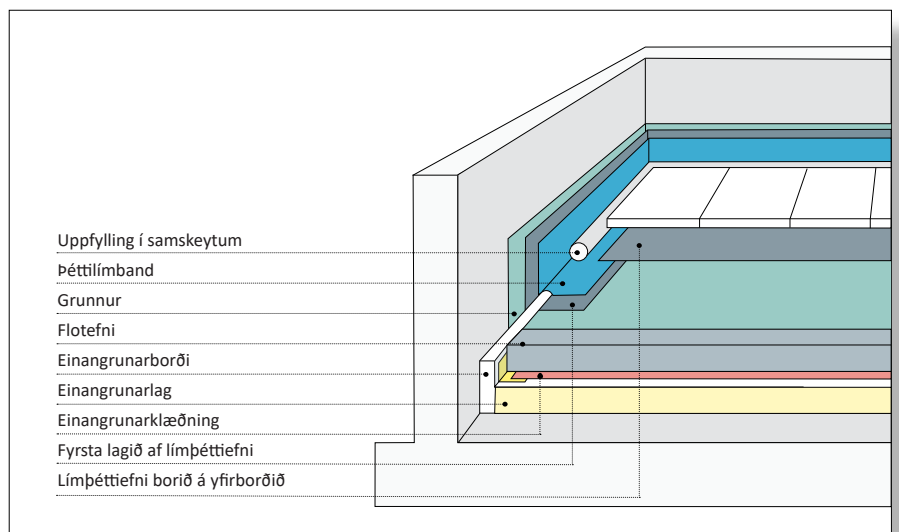 Uppfylling í samskeytum
Þéttilímband
Grunnur
Flotefni
Einangrunarborði
Einangrunarlag
Einangrunarklæðning
Fyrsta lagið af límþéttiefni
Límþéttiefni borið á yfirborðið